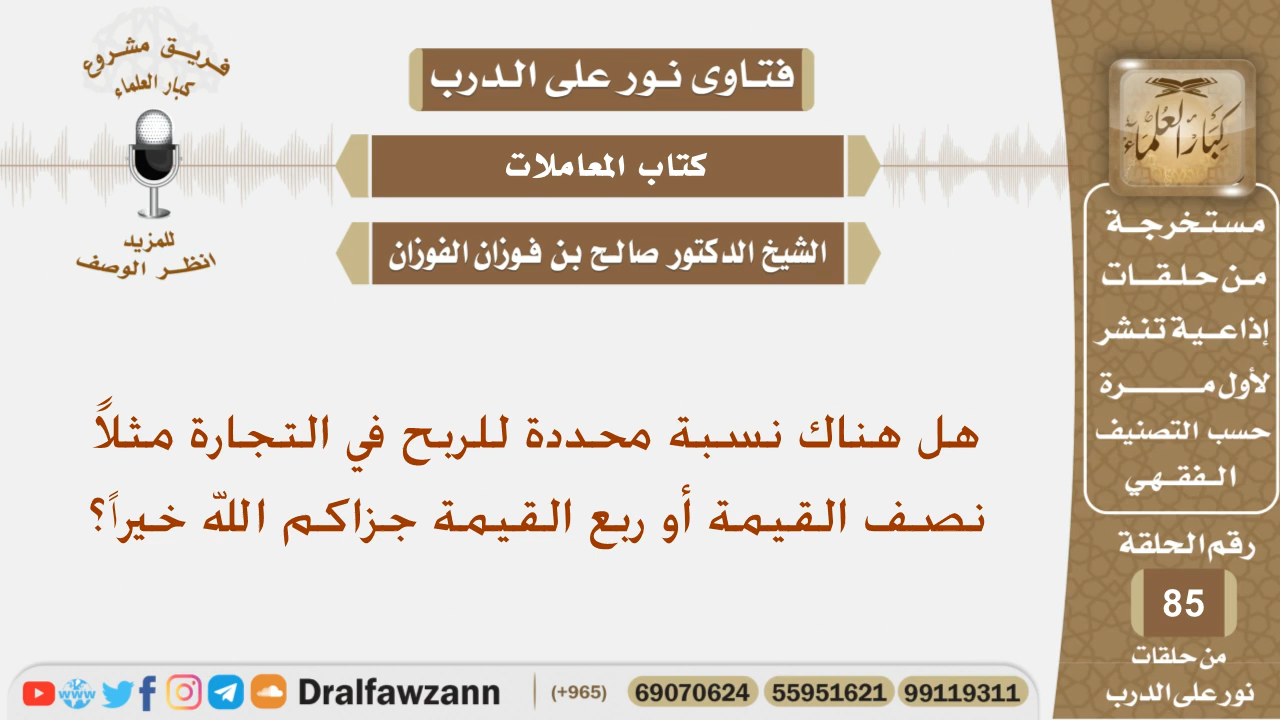 فريق مشروع
كبار العلماء
للمزيد
انظر الوصف
فتاوى نور على الدرب
كتاب المعاملات
الشيخ الدكتور صالح بن فوزان الفوزان
هل هناك نسبة محددة للربح في التجارة مثلاً
نصف القيمة أو ربع القيمة جزاكم الله خيراً؟
كبار العلماء
مستخرجة
من حلقات
إذاعية تنشر
لأول مرة
حسب التصنيف
الفقهي
رقم الحلقة
85
من حلقات
نور على الدرب
www Dralfawzann (+965) 69070624 55951621 99119311